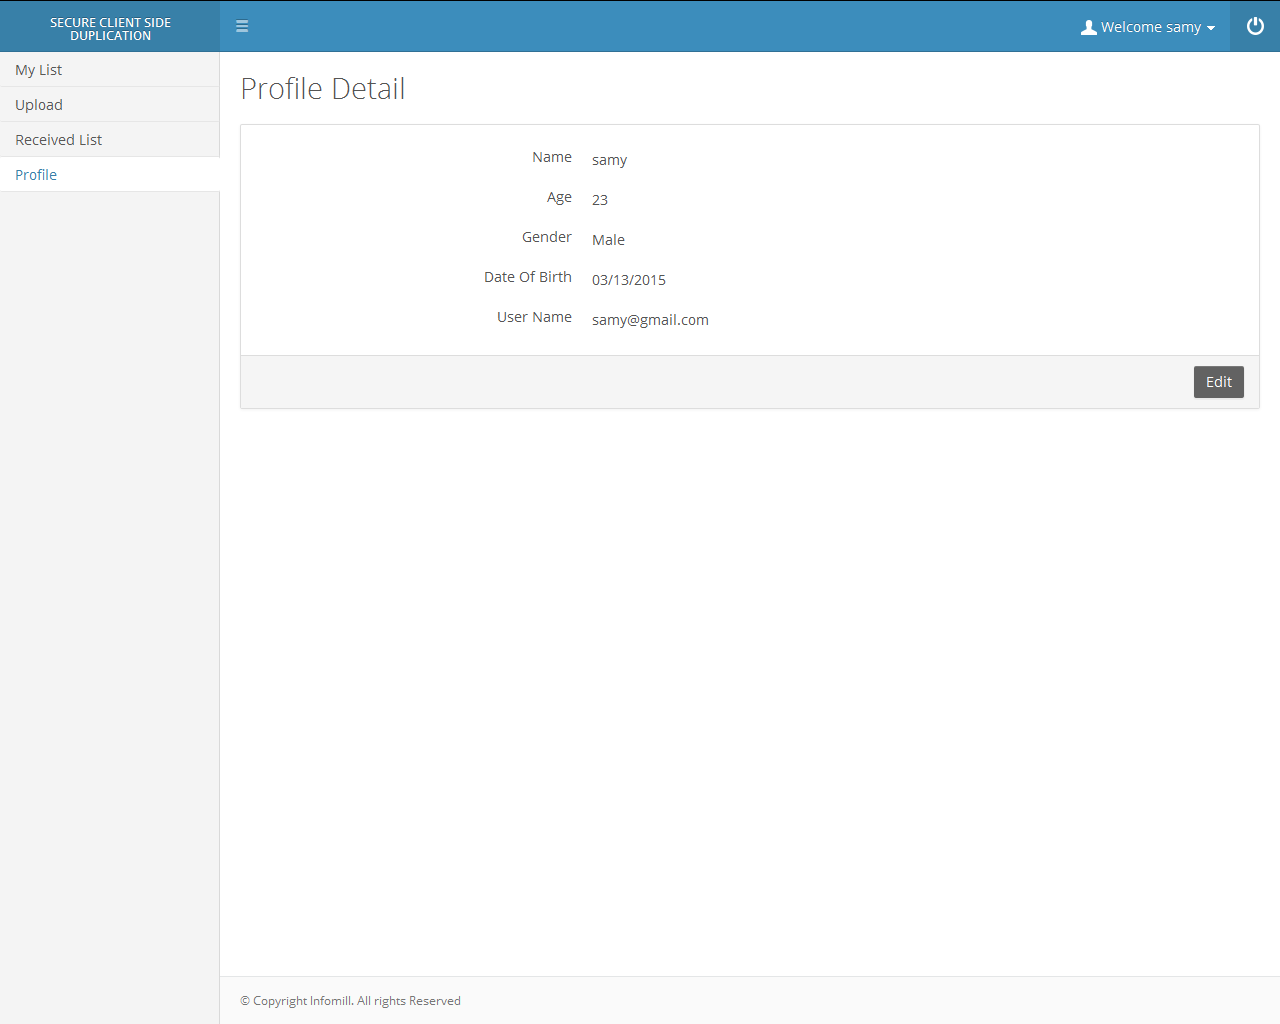 SECURE CLIENT SIDE
DUPLICATION
Welcome samy
My List
Upload
Received List
Profile
Profile Detail
Name samy
Age 23
Gender Male
Date Of Birth 03/13/2015
User Name samy@gmail.com
Edit
© Copyright Infomill. All rights Reserved